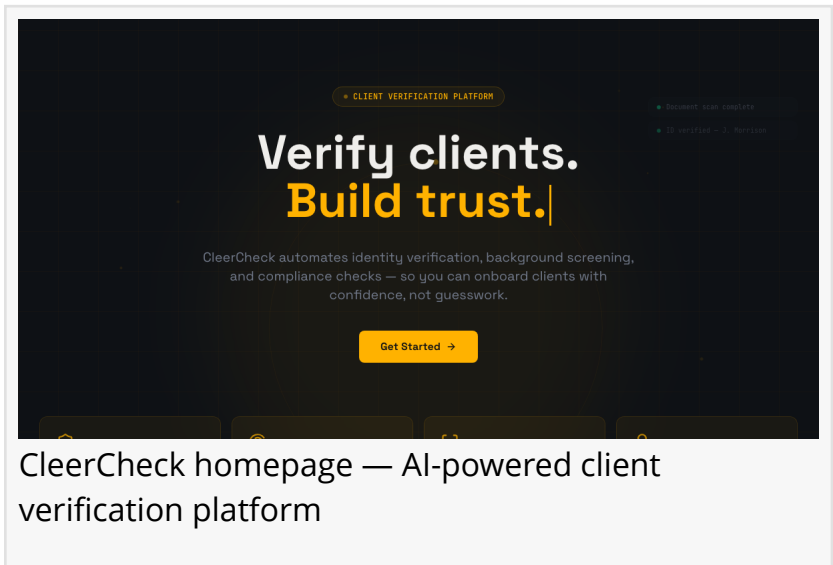 CLIENT VERIFICATION PLATFORM
Document scan complete
ID verified — J. Morrison
Verify clients.
Build trust.
CleerCheck automates identity verification, background screening,
and compliance checks — so you can onboard clients with
confidence, not guesswork.
Get Started →
CleerCheck homepage — AI-powered client
verification platform